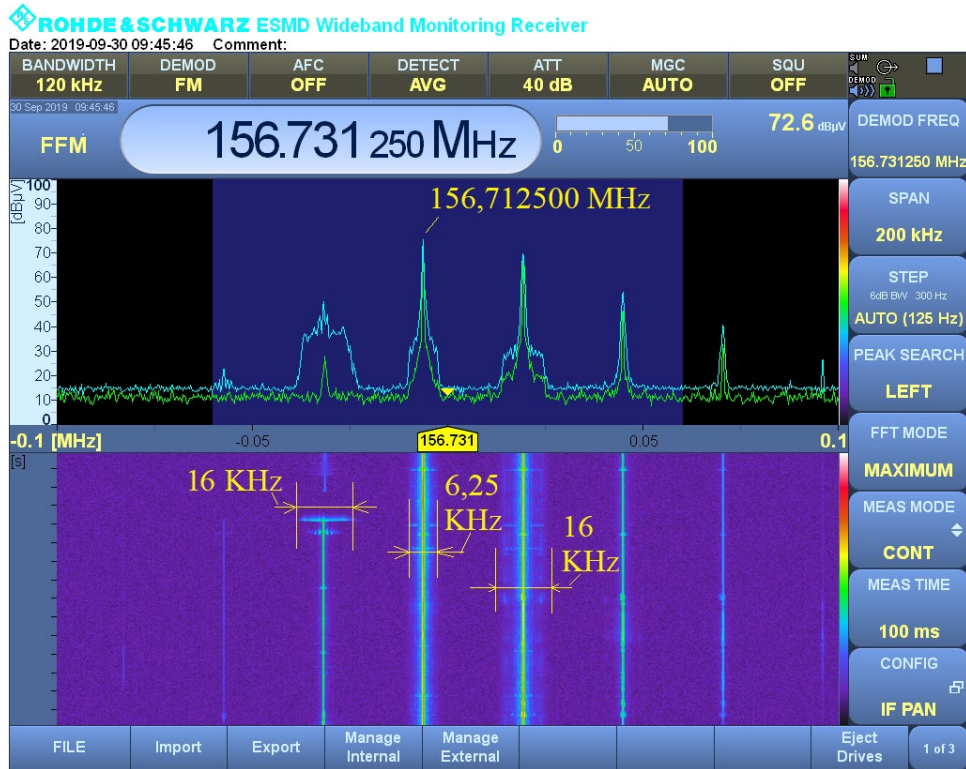 ROHDE & SCHWARZ ESMD Wideband Monitoring Receiver
Date: 2019-09-30 09:45:46 Comment:
BANDWIDTH DEMOD AFC DETECT ATT MGC SQU
120 kHz FM OFF AVG 40 dB AUTO OFF
SUM
DEMOD
30 Sep 2019 09:45:46
FFM 156.731 250 MHz 0 50 100 72.6 dBµV
DEMOD FREQ
156.731250 MHz
[dBµV]
100
90
80
70
60
50
40
30
20
10
0
156,712500 MHz
SPAN
200 kHz
STEP
6dB BW 300 Hz
AUTO (125 Hz)
PEAK SEARCH
LEFT
-0.1 [MHz] -0.05 156.731 0.05 0.1
FFT MODE
MAXIMUM
[s]
16 KHz
6,25
KHz
16
KHz
MEAS MODE
CONT
MEAS TIME
100 ms
CONFIG
IF PAN
FILE Import Export Manage Internal Manage External Eject Drives 1 of 3